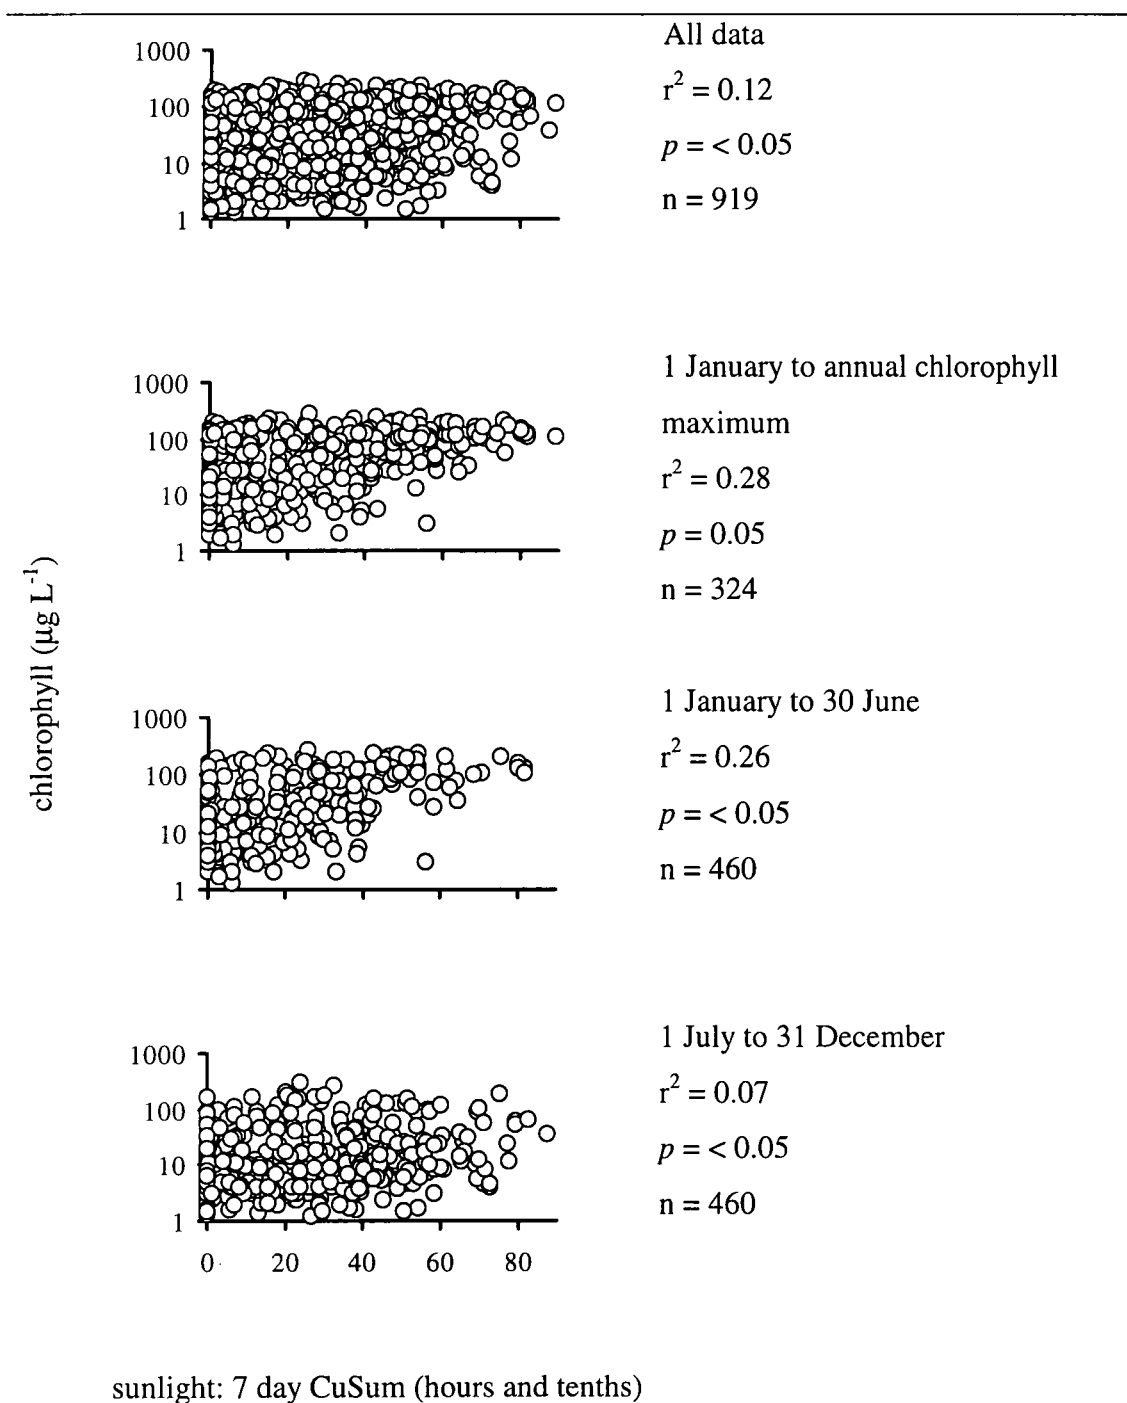 All data
1000
100
10
1
r² = 0.12
p = < 0.05
n = 919
1 January to annual chlorophyll
maximum
1000
100
10
1
r² = 0.28
p = 0.05
n = 324
chlorophyll (µg L⁻¹)
1 January to 30 June
1000
100
10
1
r² = 0.26
p = < 0.05
n = 460
1 July to 31 December
1000
100
10
1
r² = 0.07
p = < 0.05
n = 460
0 20 40 60 80
sunlight: 7 day CuSum (hours and tenths)